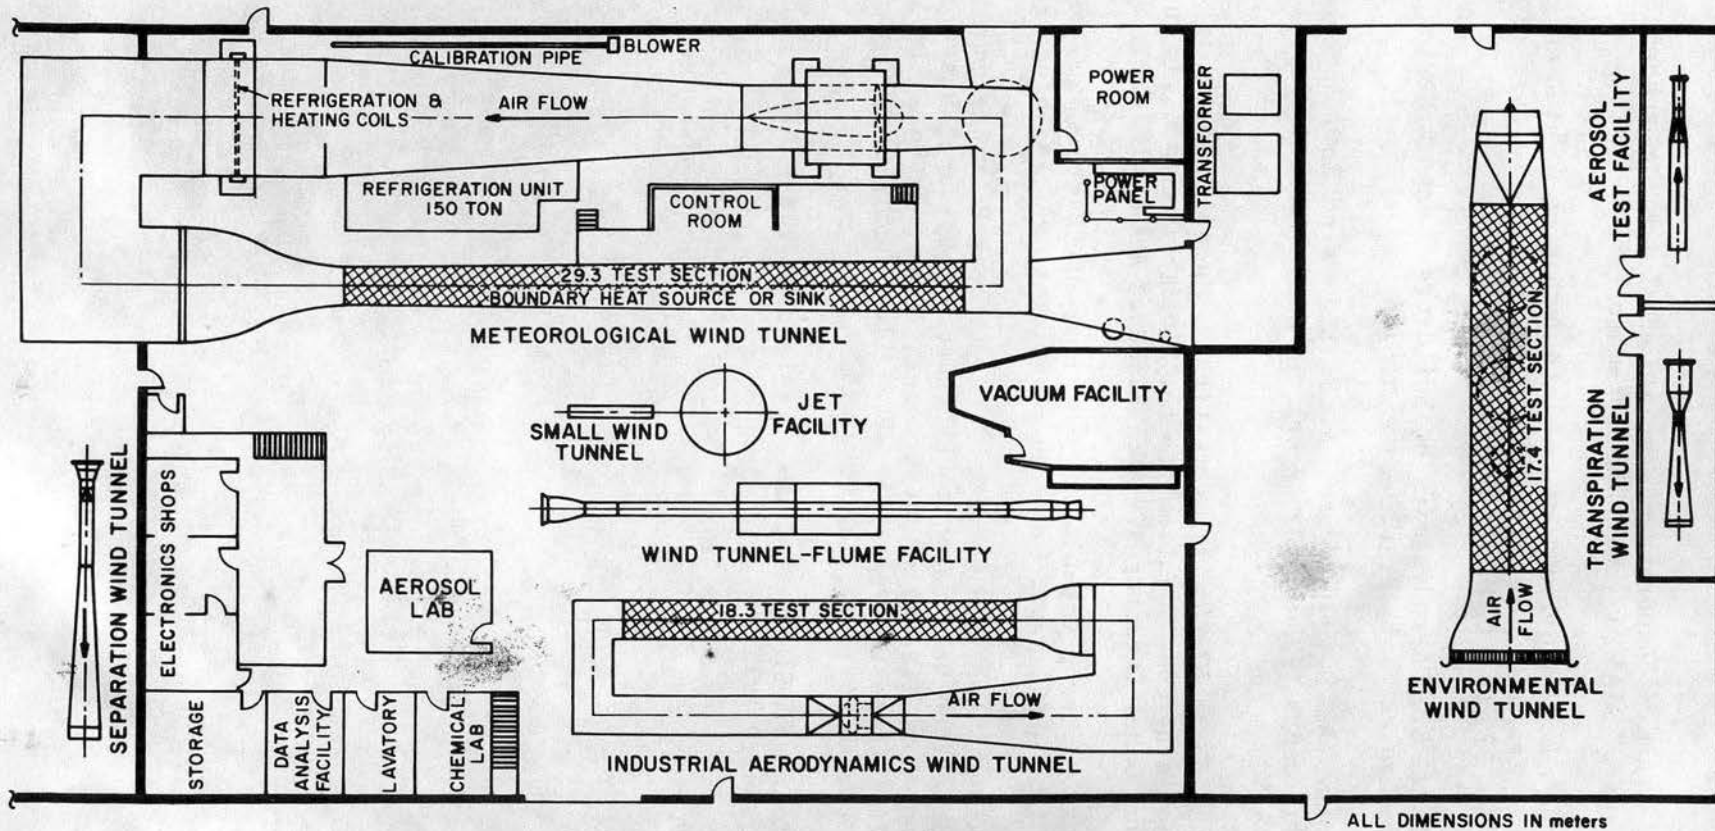 CALIBRATION PIPE
BLOWER
REFRIGERATION &
HEATING COILS
AIR FLOW
POWER
ROOM
TRANSFORMER
POWER
PANEL
REFRIGERATION UNIT
150 TON
CONTROL
ROOM
29.3 TEST SECTION
BOUNDARY HEAT SOURCE OR SINK
METEOROLOGICAL WIND TUNNEL
AEROSOL
TEST FACILITY
VACUUM FACILITY
JET
FACILITY
SMALL WIND
TUNNEL
17.4 TEST SECTION
TRANSPIRATION
WIND TUNNEL
SEPARATION WIND TUNNEL
ELECTRONICS SHOPS
WIND TUNNEL-FLUME FACILITY
AEROSOL
LAB
18.3 TEST SECTION
AIR
FLOW
AIR FLOW
ENVIRONMENTAL
WIND TUNNEL
STORAGE
DATA
ANALYSIS
FACILITY
LAVATORY
CHEMICAL
LAB
INDUSTRIAL AERODYNAMICS WIND TUNNEL
ALL DIMENSIONS IN meters